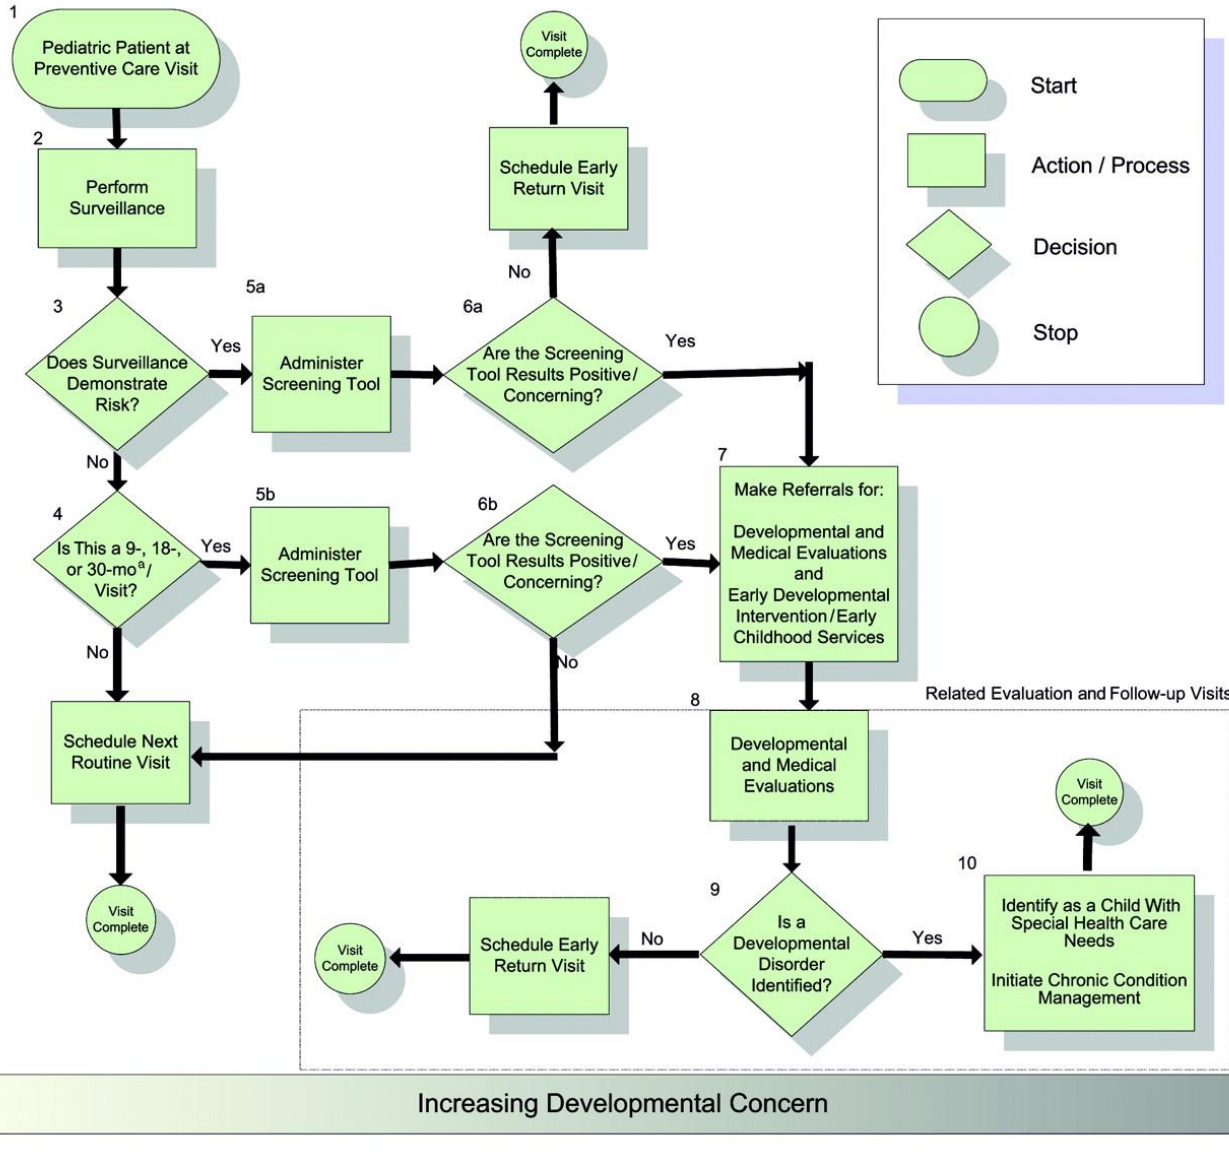 1
Pediatric Patient at
Preventive Care Visit
2
Perform
Surveillance
3
Does Surveillance
Demonstrate
Risk?
Yes
No
5a
Administer
Screening Tool
6a
Are the Screening
Tool Results Positive/
Concerning?
No
Schedule Early
Return Visit
Visit
Complete
Yes
4
Is This a 9-, 18-,
or 30-moᵃ/
Visit?
Yes
No
5b
Administer
Screening Tool
6b
Are the Screening
Tool Results Positive/
Concerning?
Yes
No
7
Make Referrals for:
Developmental and
Medical Evaluations
and
Early Developmental
Intervention/Early
Childhood Services
Schedule Next
Routine Visit
Visit
Complete
Related Evaluation and Follow-up Visits
8
Developmental
and Medical
Evaluations
9
Is a
Developmental
Disorder
Identified?
No
Schedule Early
Return Visit
Visit
Complete
Yes
10
Identify as a Child With
Special Health Care
Needs
Initiate Chronic Condition
Management
Visit
Complete
Start
Action / Process
Decision
Stop
Increasing Developmental Concern